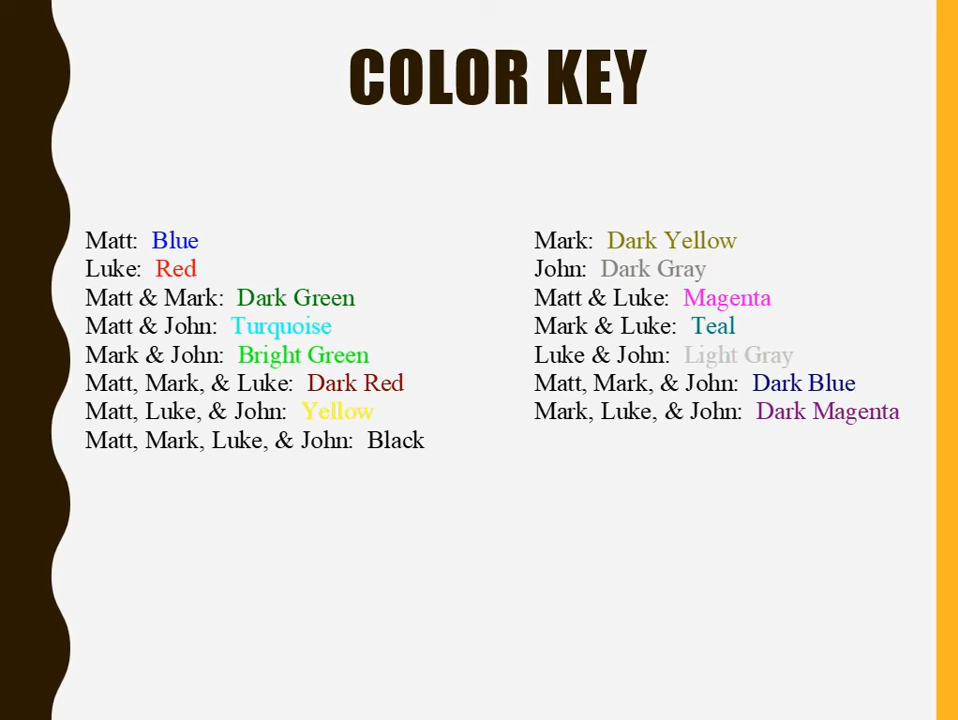 COLOR KEY
Matt:  Blue
Luke:  Red
Matt & Mark:  Dark Green
Matt & John:  Turquoise
Mark & John:  Bright Green
Matt, Mark, & Luke:  Dark Red
Matt, Luke, & John:  Yellow
Matt, Mark, Luke, & John:  Black
Mark:  Dark Yellow
John:  Dark Gray
Matt & Luke:  Magenta
Mark & Luke:  Teal
Luke & John:  Light Gray
Matt, Mark, & John:  Dark Blue
Mark, Luke, & John:  Dark Magenta